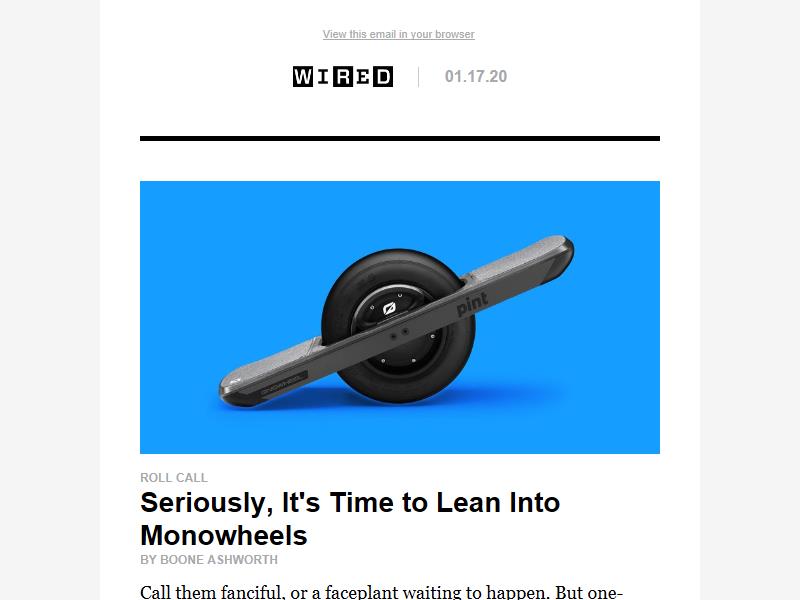 View this email in your browser
WIRED
01.17.20
pint
ONEWHEEL
ROLL CALL
Seriously, It's Time to Lean Into
Monowheels
BY BOONE ASHWORTH
Call them fanciful, or a faceplant waiting to happen. But one-